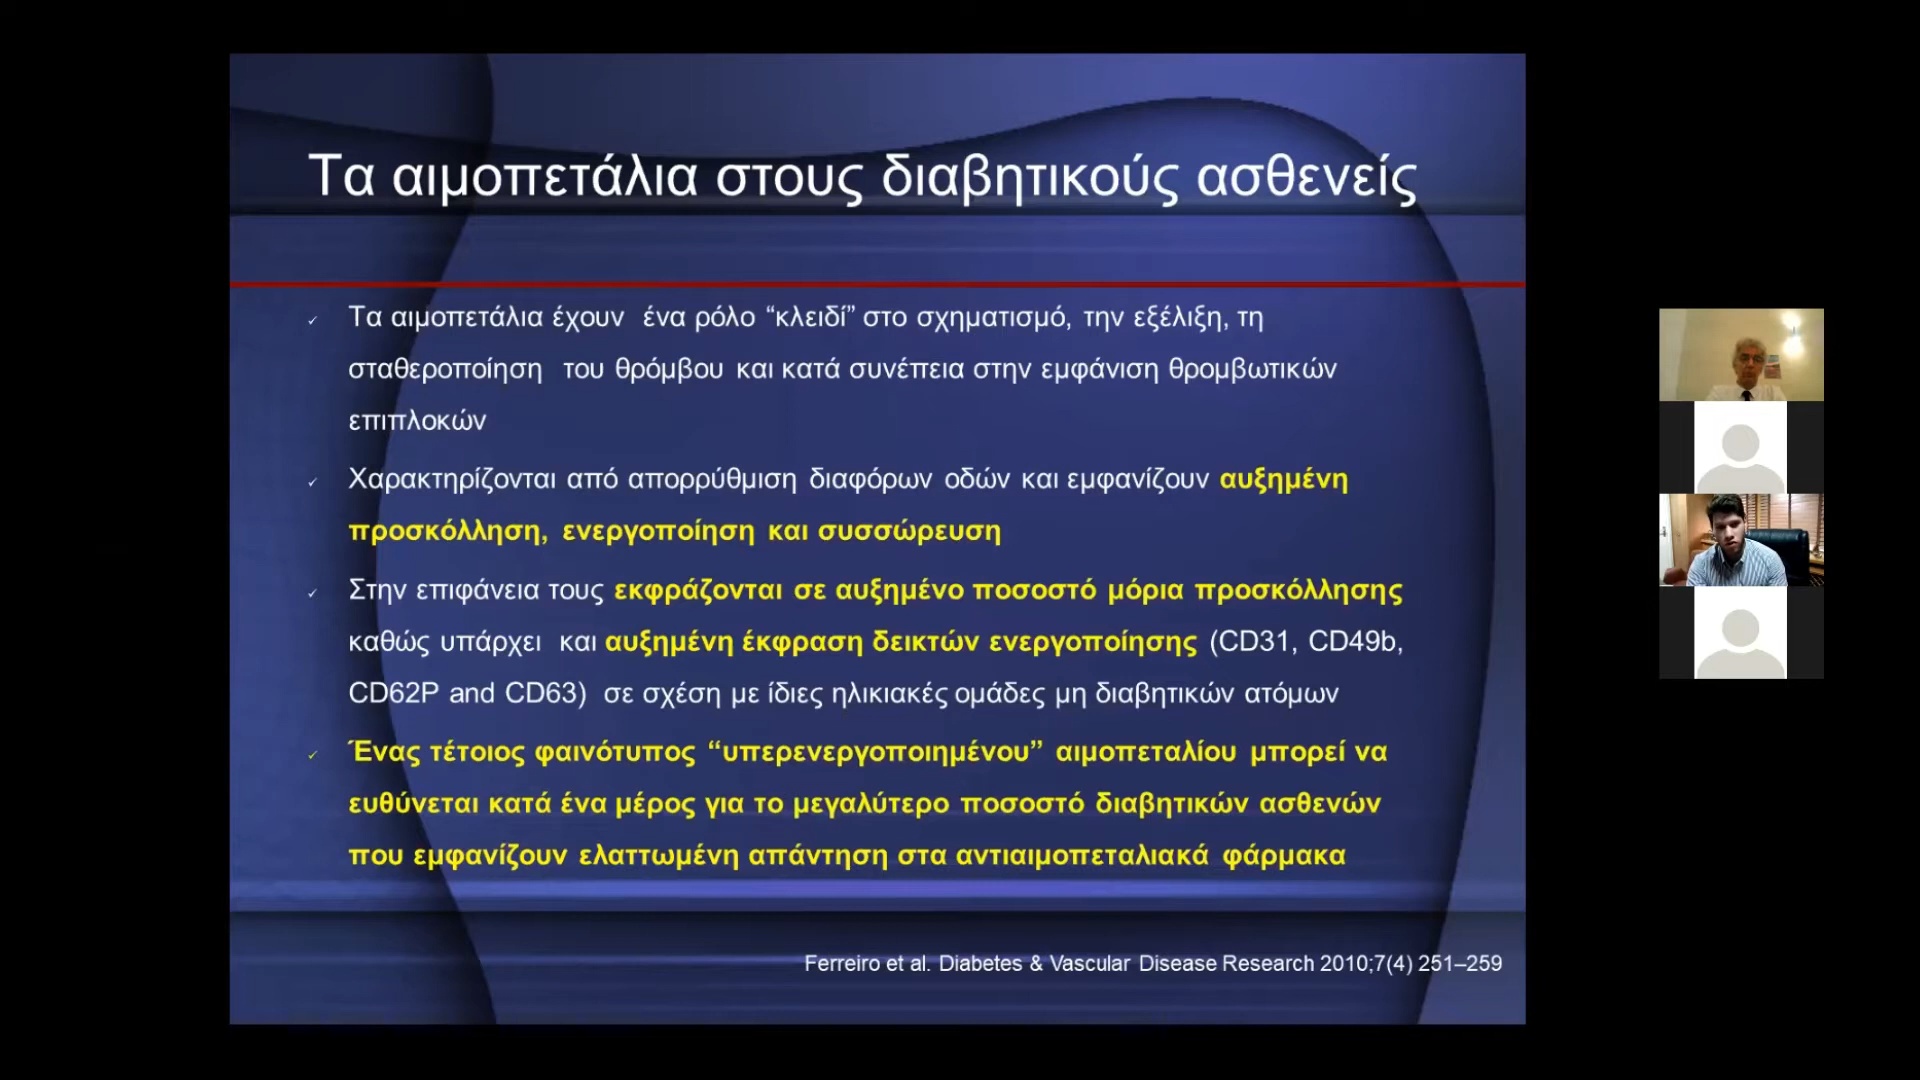 Τα αιμοπετάλια στους διαβητικούς ασθενείς
✓ Τα αιμοπετάλια έχουν ένα ρόλο “κλειδί” στο σχηματισμό, την εξέλιξη, τη
σταθεροποίηση του θρόμβου και κατά συνέπεια στην εμφάνιση θρομβωτικών
επιπλοκών
✓ Χαρακτηρίζονται από απορρύθμιση διαφόρων οδών και εμφανίζουν αυξημένη
προσκόλληση, ενεργοποίηση και συσσώρευση
✓ Στην επιφάνεια τους εκφράζονται σε αυξημένο ποσοστό μόρια προσκόλλησης
καθώς υπάρχει και αυξημένη έκφραση δεικτών ενεργοποίησης (CD31, CD49b,
CD62P and CD63) σε σχέση με ίδιες ηλικιακές ομάδες μη διαβητικών ατόμων
✓ Ένας τέτοιος φαινότυπος “υπερενεργοποιημένου” αιμοπεταλίου μπορεί να
ευθύνεται κατά ένα μέρος για το μεγαλύτερο ποσοστό διαβητικών ασθενών
που εμφανίζουν ελαττωμένη απάντηση στα αντιαιμοπεταλιακά φάρμακα
Ferreiro et al. Diabetes & Vascular Disease Research 2010;7(4) 251–259